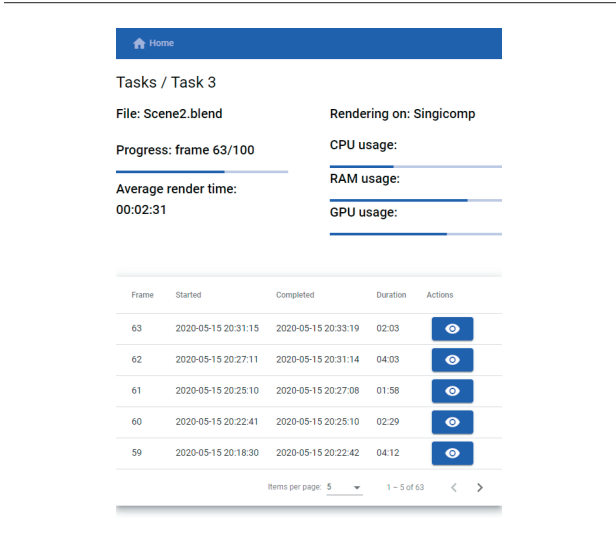 Home
Tasks / Task 3
File: Scene2.blend
Progress: frame 63/100
Average render time:
00:02:31
Rendering on: Singicomp
CPU usage:
RAM usage:
GPU usage:
Frame Started Completed Duration Actions
63 2020-05-15 20:31:15 2020-05-15 20:33:19 02:03
62 2020-05-15 20:27:11 2020-05-15 20:31:14 04:03
61 2020-05-15 20:25:10 2020-05-15 20:27:08 01:58
60 2020-05-15 20:22:41 2020-05-15 20:25:10 02:29
59 2020-05-15 20:18:30 2020-05-15 20:22:42 04:12
Items per page: 5 1 – 5 of 63